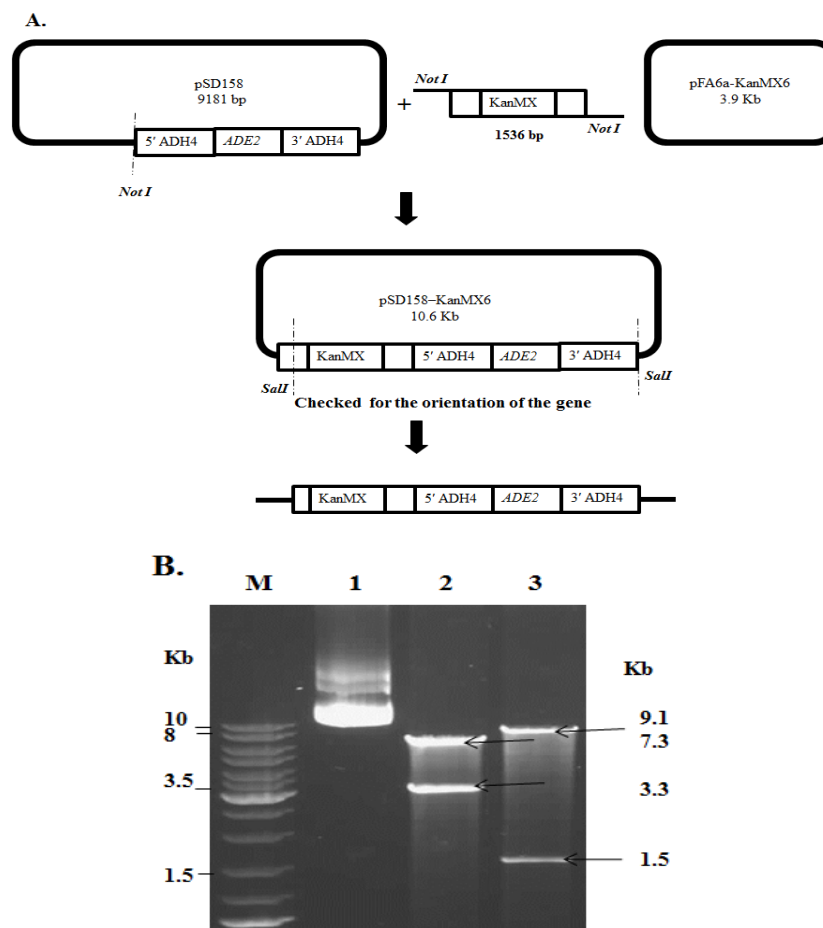 A.
pSD158
9181 bp
5' ADH4 ADE2 3' ADH4
Not I
+
Not I
KanMX
Not I
1536 bp
pFA6a-KanMX6
3.9 Kb
pSD158–KanMX6
10.6 Kb
KanMX 5' ADH4 ADE2 3' ADH4
SalI SalI
Checked for the orientation of the gene
KanMX 5' ADH4 ADE2 3' ADH4
B.
M 1 2 3
Kb Kb
10 9.1
8 7.3
3.5 3.3
1.5 1.5